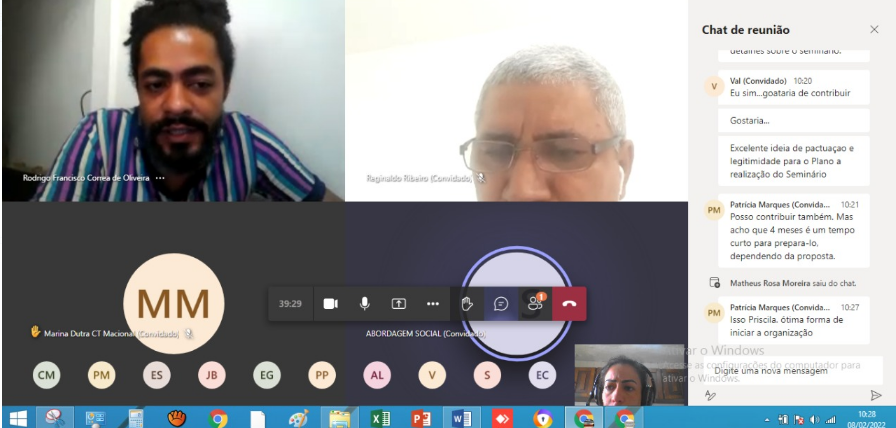 Chat de reunião
detalhes sobre o seminário.
V
Val (Convidado) 10:20
Eu sim...goataria de contribuir
Gostaria...
Excelente ideia de pactuaçao e
legitimidade para o Plano a
realização do Seminário
PM
Patrícia Marques (Convida... 10:21
Posso contribuir também. Mas
acho que 4 meses é um tempo
curto para prepara-lo,
dependendo da proposta.
Matheus Rosa Moreira saiu do chat.
PM
Patrícia Marques (Convida... 10:27
Isso Priscila, ótima forma de
iniciar a organização
Digite uma nova mensagem
Rodrigo Francisco Correa de Oliveira ...
Reginaldo Ribeiro (Convidado)
MM
39:29
1
Marina Dutra CT Macional (Convidado)
ABORDAGEM SOCIAL (Convidado)
CM PM ES JB EG PP AL V S EC
ar o Windows
as configurações do computador para
ativar o Windows.
10:28
08/02/2022